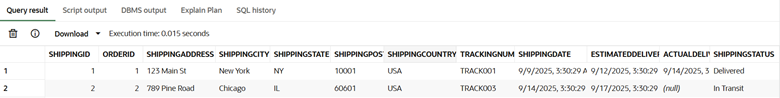 Query result Script output DBMS output Explain Plan SQL history
Download Execution time: 0.015 seconds
SHIPPINGID ORDERID SHIPPINGADDRESS SHIPPINGCITY SHIPPINGSTATE SHIPPINGPOS SHIPPINGCOUNTRY TRACKINGNUM SHIPPINGDATE ESTIMATEDDELIVER ACTUALDELIV SHIPPINGSTATUS
1 1 1 123 Main St New York NY 10001 USA TRACK001 9/9/2025, 3:30:29 A 9/12/2025, 3:30:29 9/14/2025, 3 Delivered
2 2 2 789 Pine Road Chicago IL 60601 USA TRACK003 9/14/2025, 3:30:29 9/17/2025, 3:30:29 (null) In Transit